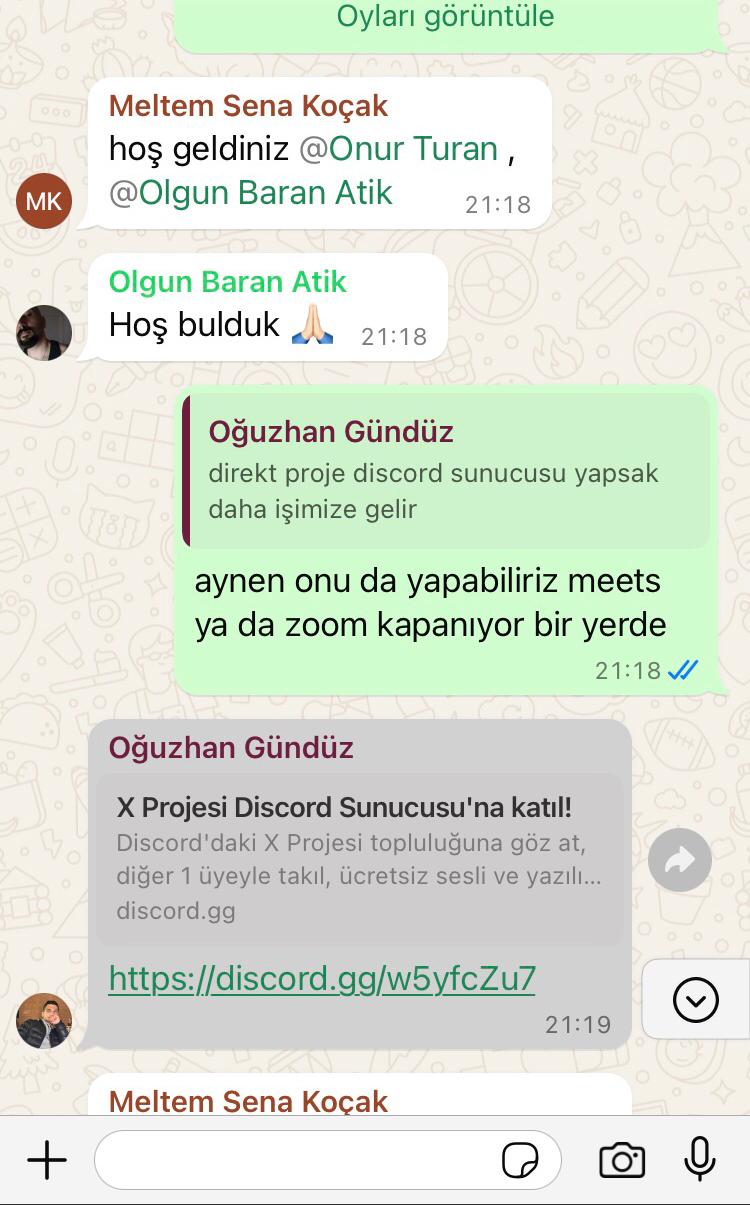 Oyları görüntüle
Meltem Sena Koçak
hoş geldiniz @Onur Turan ,
@Olgun Baran Atik
21:18
MK
Olgun Baran Atik
Hoş bulduk 🙏🏻
21:18
Oğuzhan Gündüz
direkt proje discord sunucusu yapsak
daha işimize gelir
aynen onu da yapabiliriz meets
ya da zoom kapanıyor bir yerde
21:18
Oğuzhan Gündüz
X Projesi Discord Sunucusu'na katıl!
Discord'daki X Projesi topluluğuna göz at,
diğer 1 üyeyle takıl, ücretsiz sesli ve yazılı...
discord.gg
https://discord.gg/w5yfcZu7
21:19
Meltem Sena Koçak